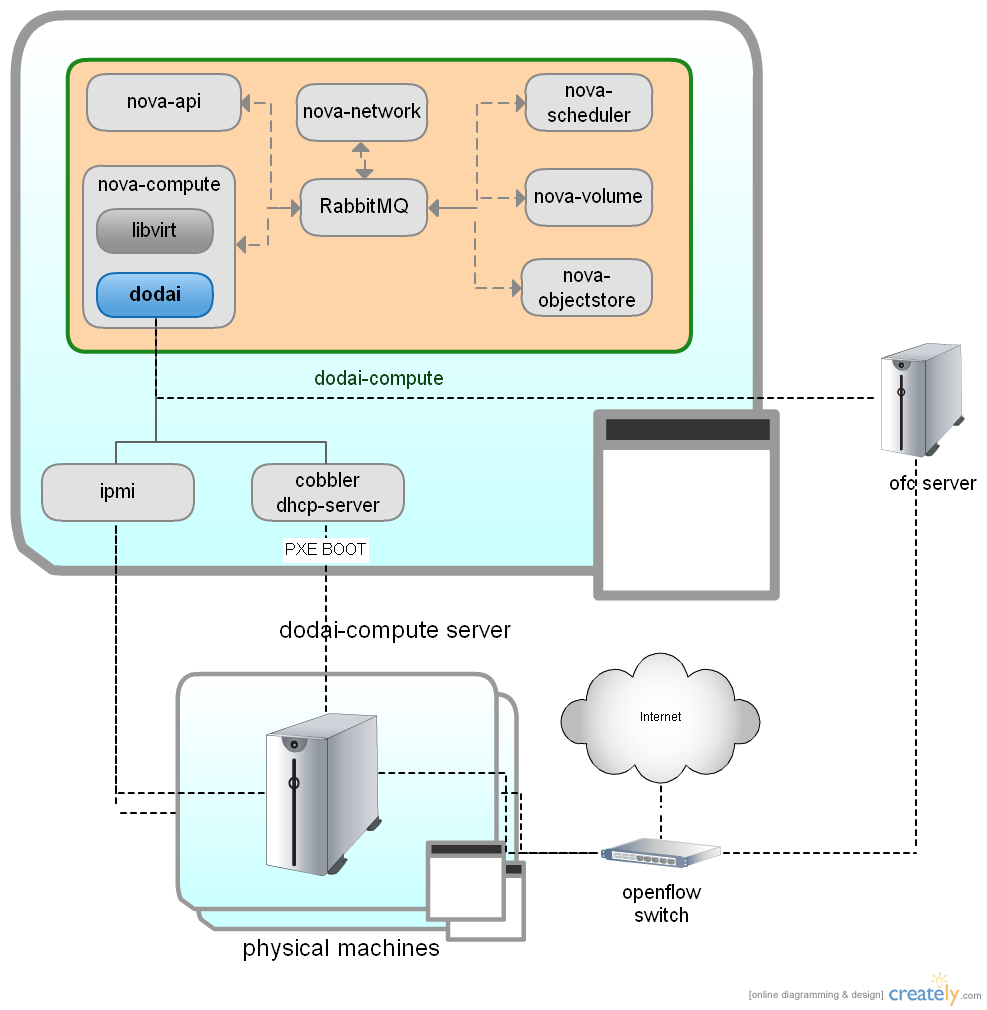 nova-api
nova-network
nova-
scheduler
nova-compute
libvirt
dodai
RabbitMQ
nova-volume
nova-
objectstore
dodai-compute
ofc server
ipmi
cobbler
dhcp-server
PXE BOOT
dodai-compute server
Internet
openflow
switch
physical machines
[online diagramming & design] creately.com